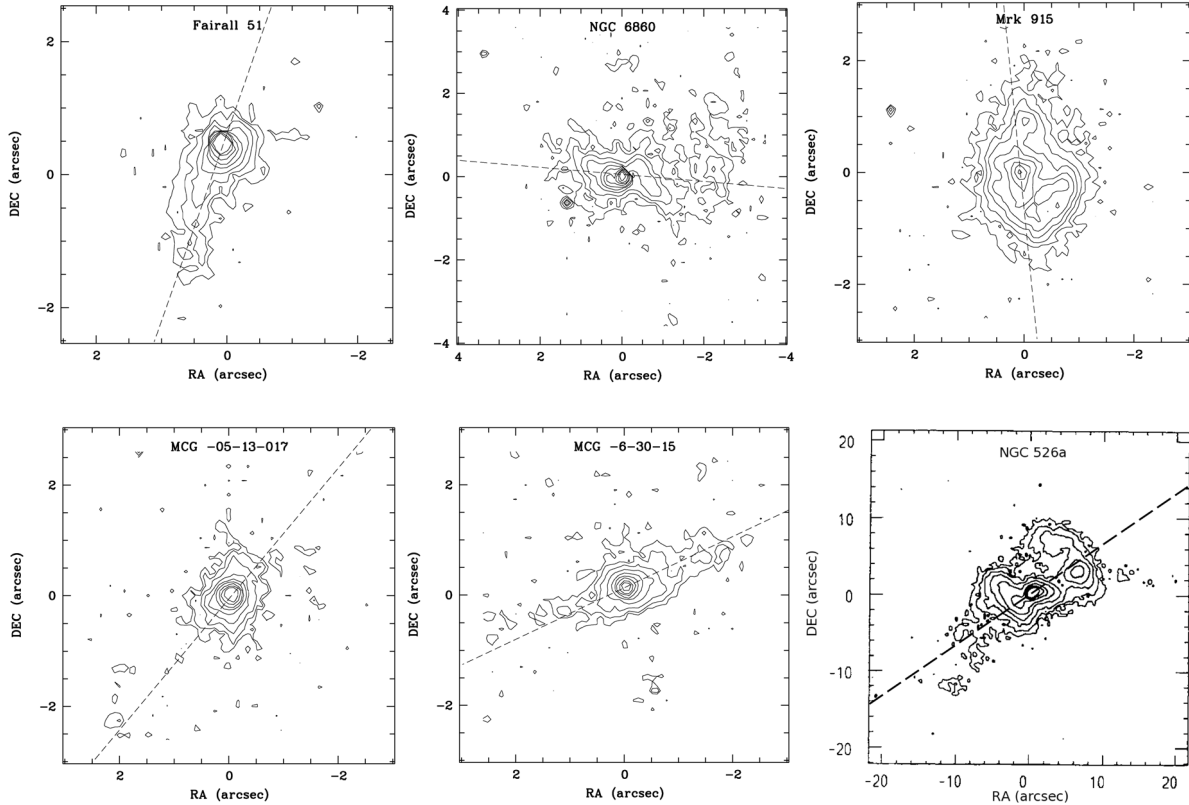 Fairall 51
2
0
-2
DEC (arcsec)
2
0
-2
RA (arcsec)
NGC 6860
4
2
0
-2
-4
DEC (arcsec)
4
2
0
-2
-4
RA (arcsec)
Mrk 915
2
0
-2
DEC (arcsec)
2
0
-2
RA (arcsec)
MCG -05-13-017
2
0
-2
DEC (arcsec)
2
0
-2
RA (arcsec)
MCG -6-30-15
2
0
-2
DEC (arcsec)
2
0
-2
RA (arcsec)
NGC 526a
20
10
0
-10
-20
DEC (arcsec)
-20
-10
0
10
20
RA (arcsec)